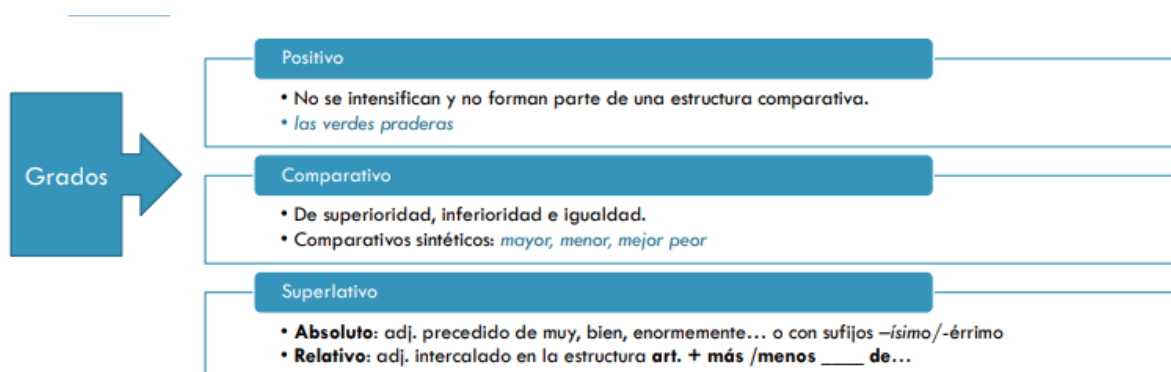 Grados
Positivo
• No se intensifican y no forman parte de una estructura comparativa.
• las verdes praderas
Comparativo
• De superioridad, inferioridad e igualdad.
• Comparativos sintéticos: mayor, menor, mejor peor
Superlativo
• Absoluto: adj. precedido de muy, bien, enormemente... o con sufijos –ísimo/-érrimo
• Relativo: adj. intercalado en la estructura art. + más /menos ____ de...